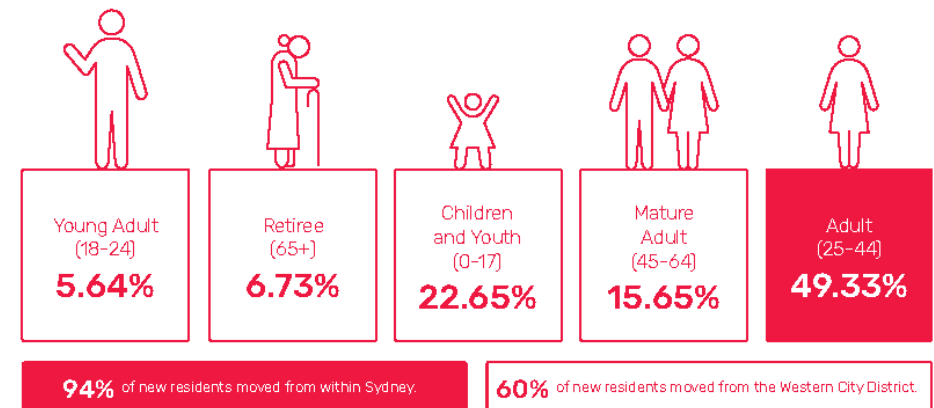 Young Adult
(18-24)
5.64%
Retiree
(65+)
6.73%
Children
and Youth
(0-17)
22.65%
Mature
Adult
(45-64)
15.65%
Adult
(25-44)
49.33%
94% of new residents moved from within Sydney.
60% of new residents moved from the Western City District.